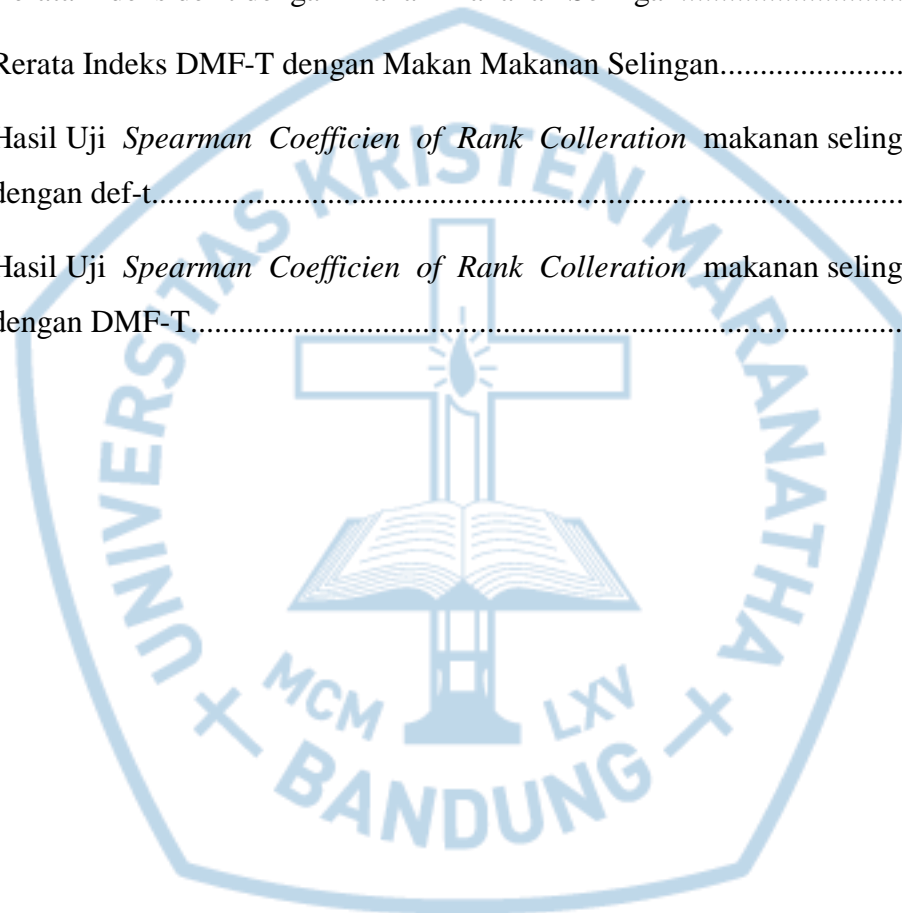 Rerata Indeks DMF-T dengan Makan Makanan Selingan.......................
Hasil Uji Spearman Coefficien of Rank Colleration makanan seling
dengan def-t...............................................................................................
Hasil Uji Spearman Coefficien of Rank Colleration makanan seling
dengan DMF-T..........................................................................................
UNIVERSITAS KRISTEN MARANATHA
MCM LXV
BANDUNG